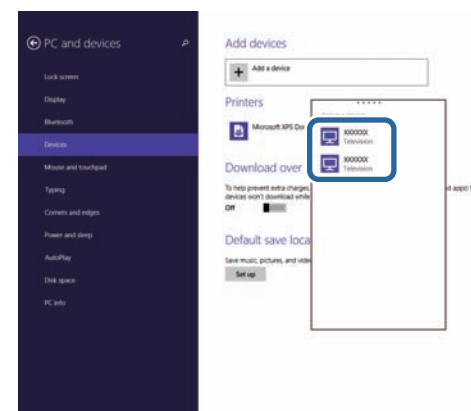 PC and devices
Lock screen
Display
Bluetooth
Devices
Mouse and touchpad
Typing
Corners and edges
Power and sleep
AutoPlay
Disk space
PC info
Add devices
Add a device
Printers
Microsoft XPS Do
XXXXXX
Television
XXXXXX
Television
Download over
To help prevent extra charges,
d apps)
devices won't download while
Off
Default save loca
Save music, pictures, and vide
Set up